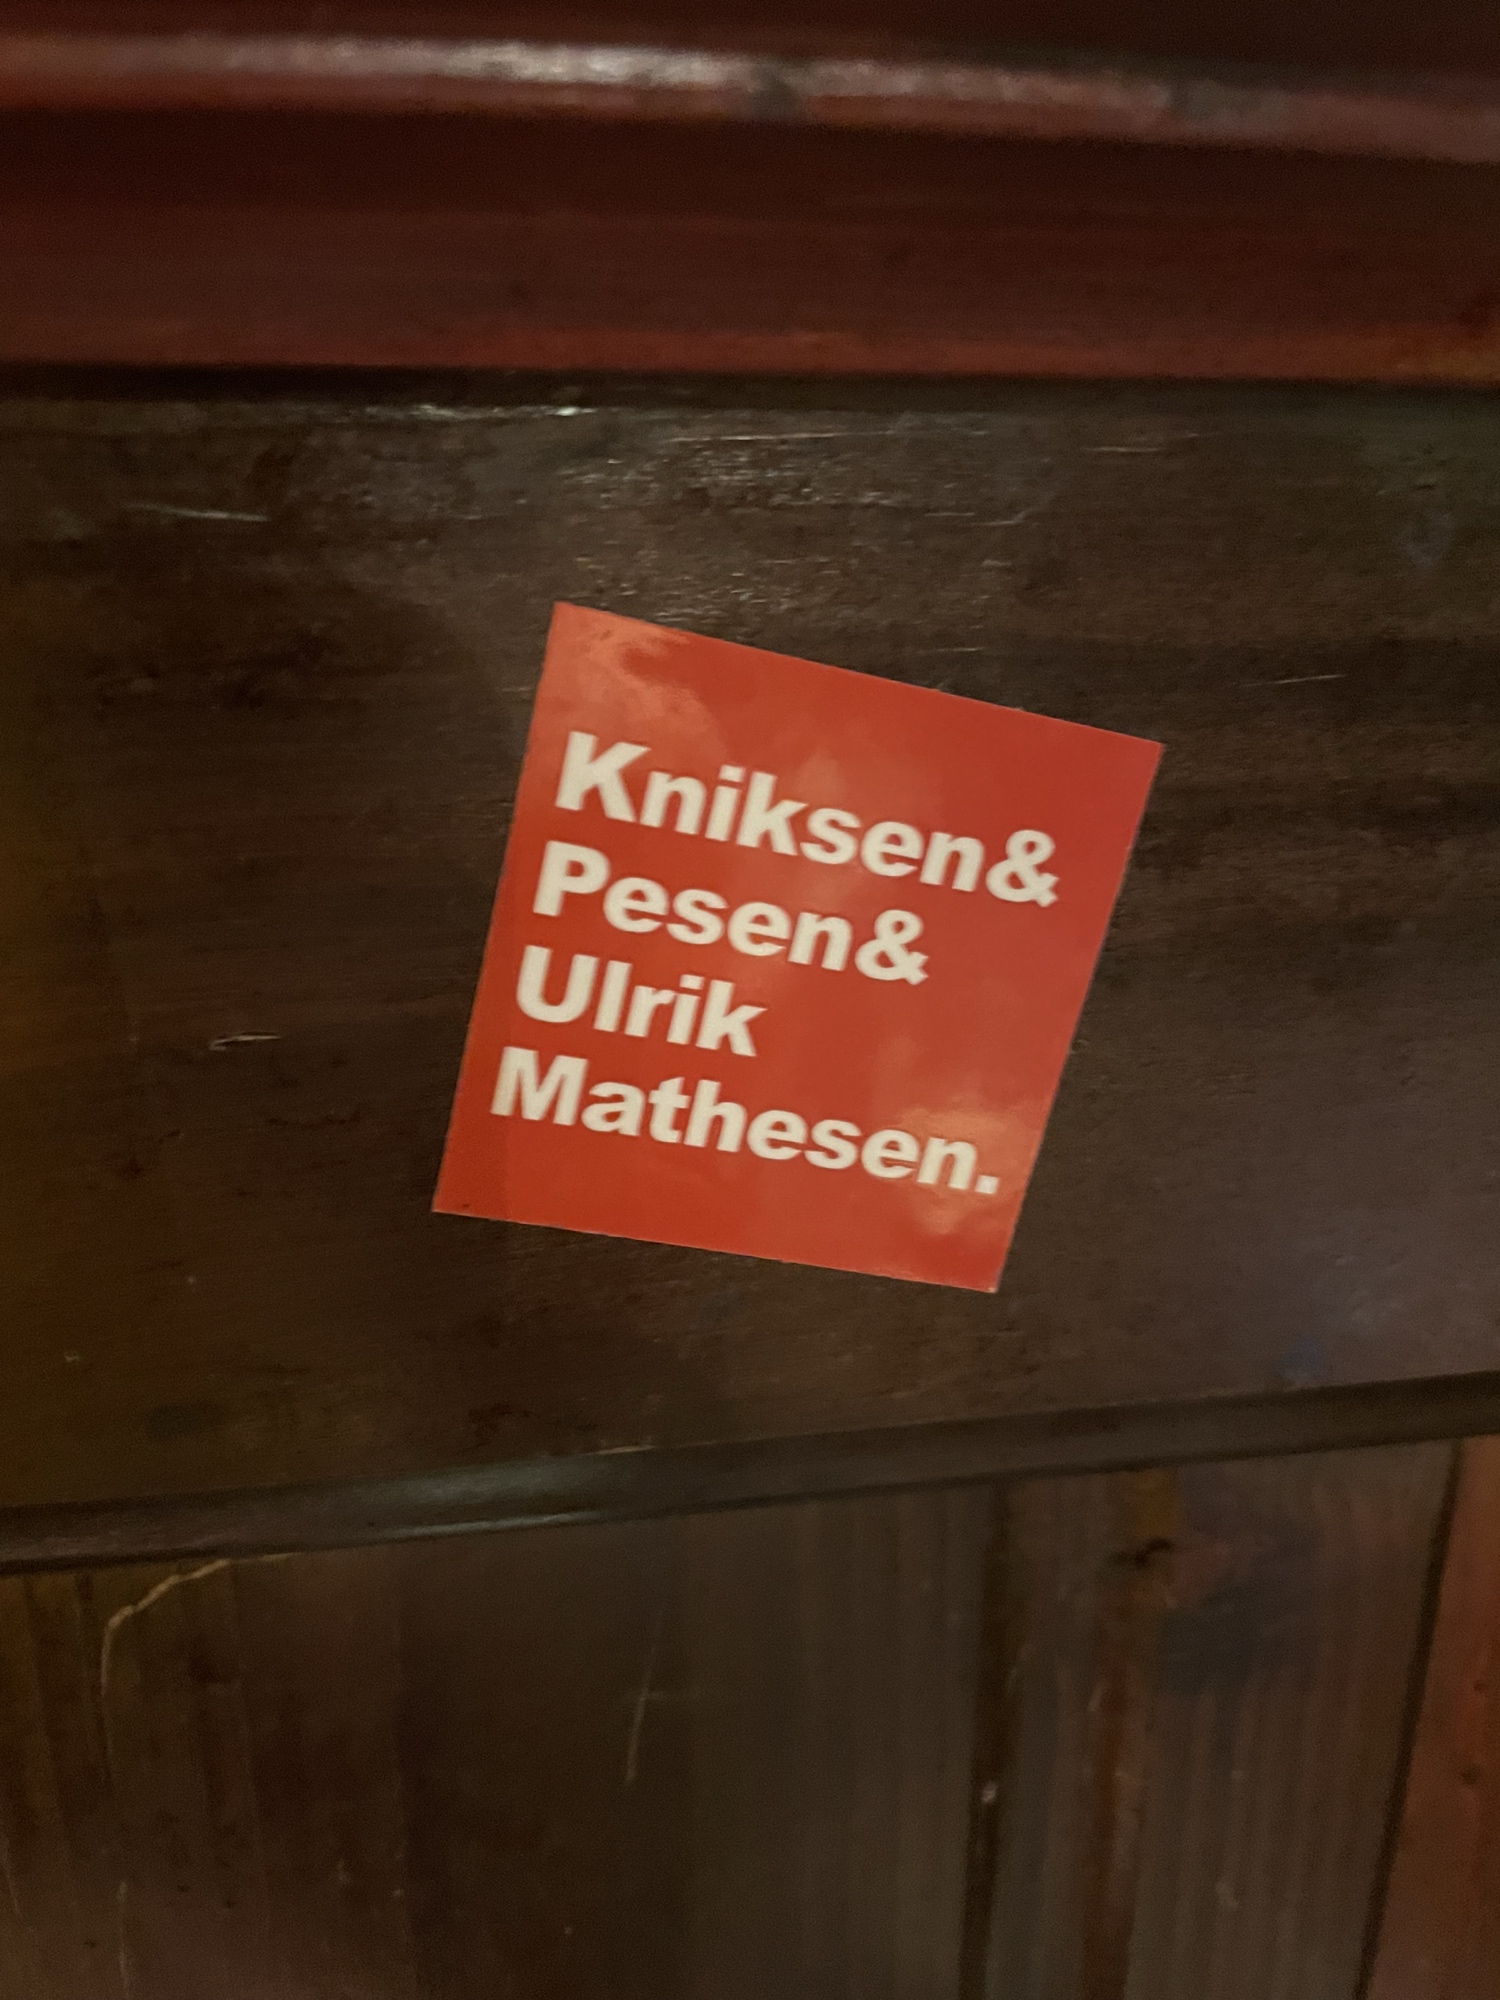 Kniksen&
Pesen&
Ulrik
Mathesen.